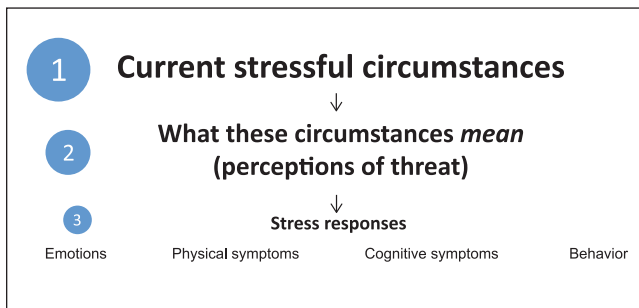 1 Current stressful circumstances
2 What these circumstances mean
(perceptions of threat)
3 Stress responses
Emotions Physical symptoms Cognitive symptoms Behavior